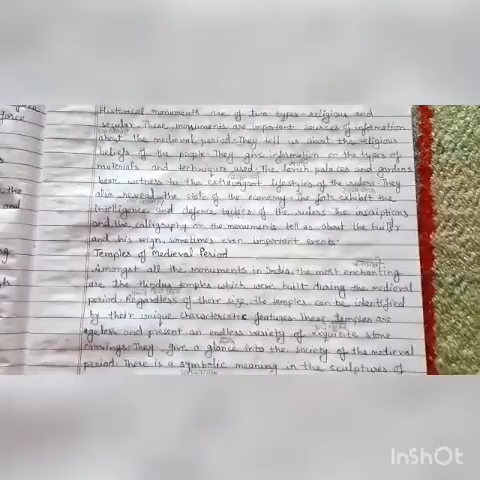 Historical monuments are of two types - religious and
secular. These monuments are important sources of information
about the medieval period. They tell us about the religious
beliefs of the people. They give information on the types of
materials and techniques used. The lavish palaces and gardens
bear witness to the extravagant lifestyles of the rulers. They
also reveal the state of the economy. The forts exhibit the
intelligence and defence tactics of the rulers. The inscriptions
and the calligraphy on the monuments tell us about the builder
and his reign, sometimes even important events.
Temples of Medieval Period
Amongst all the monuments in India, the most enchanting
are the Hindu temples which were built during the medieval
period. Regardless of their size, the temples can be identified
by their unique characteristic features. These temples are
ageless and present an endless variety of exquisite stone
carvings. They give a glance into the society of the medieval
period. There is a symbolic meaning in the sculptures of
force
the
and
InShOt